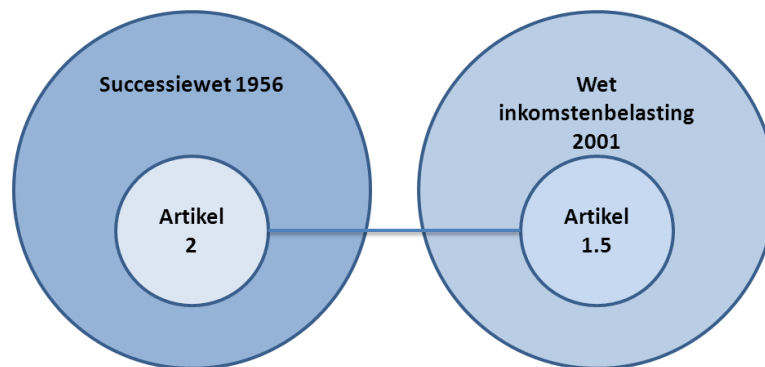 Successiewet 1956
Wet
inkomstenbelasting
2001
Artikel
2
Artikel
1.5